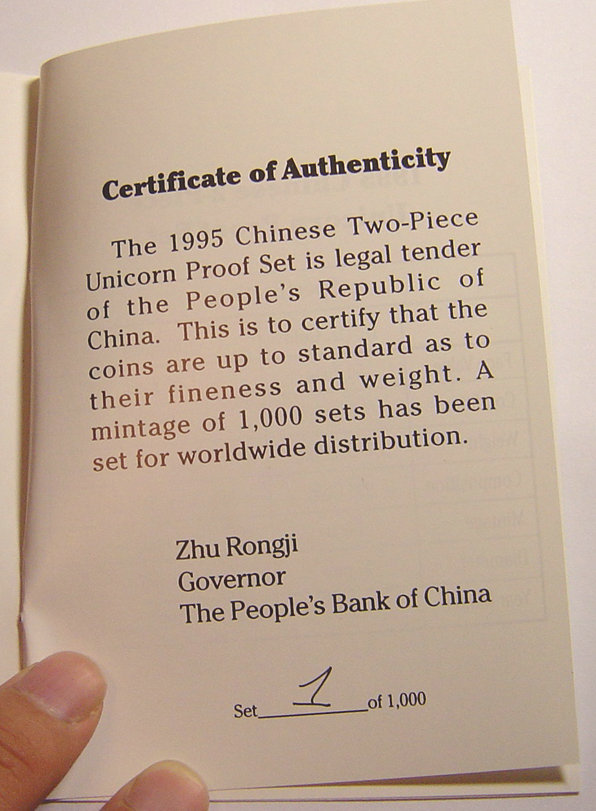 Certificate of Authenticity
The 1995 Chinese Two-Piece
Unicorn Proof Set is legal tender
of the People's Republic of
China. This is to certify that the
coins are up to standard as to
their fineness and weight. A
mintage of 1,000 sets has been
set for worldwide distribution.
Zhu Rongji
Governor
The People's Bank of China
Set 1 of 1,000